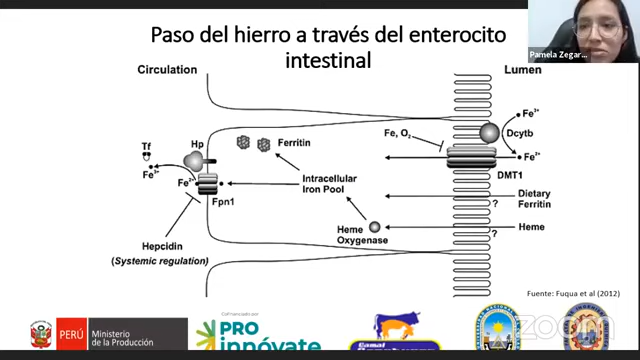 Paso del hierro a través del enterocito
intestinal
Pamela Zegar...
Circulation
Lumen
Fe³⁺
Dcytb
Fe²⁺
DMT1
Fe, O₂
Hp
Tf
Fe³⁺
Fe²⁺
Fpn1
Ferritin
Intracellular
Iron Pool
Dietary
Ferritin
?
Heme
?
Heme
Oxygenase
Hepcidin
(Systemic regulation)
Fuente: Fuqua et al (2012)
PERÚ
Ministerio
de la Producción
Cofinanciado por:
PRO
innóvate
Camal
zoom